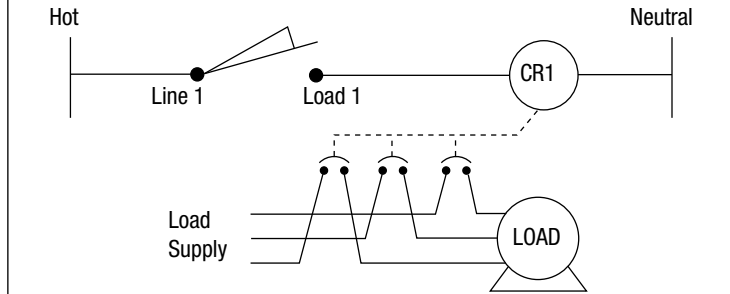 Hot
Neutral
Line 1
Load 1
CR1
Load
Supply
LOAD